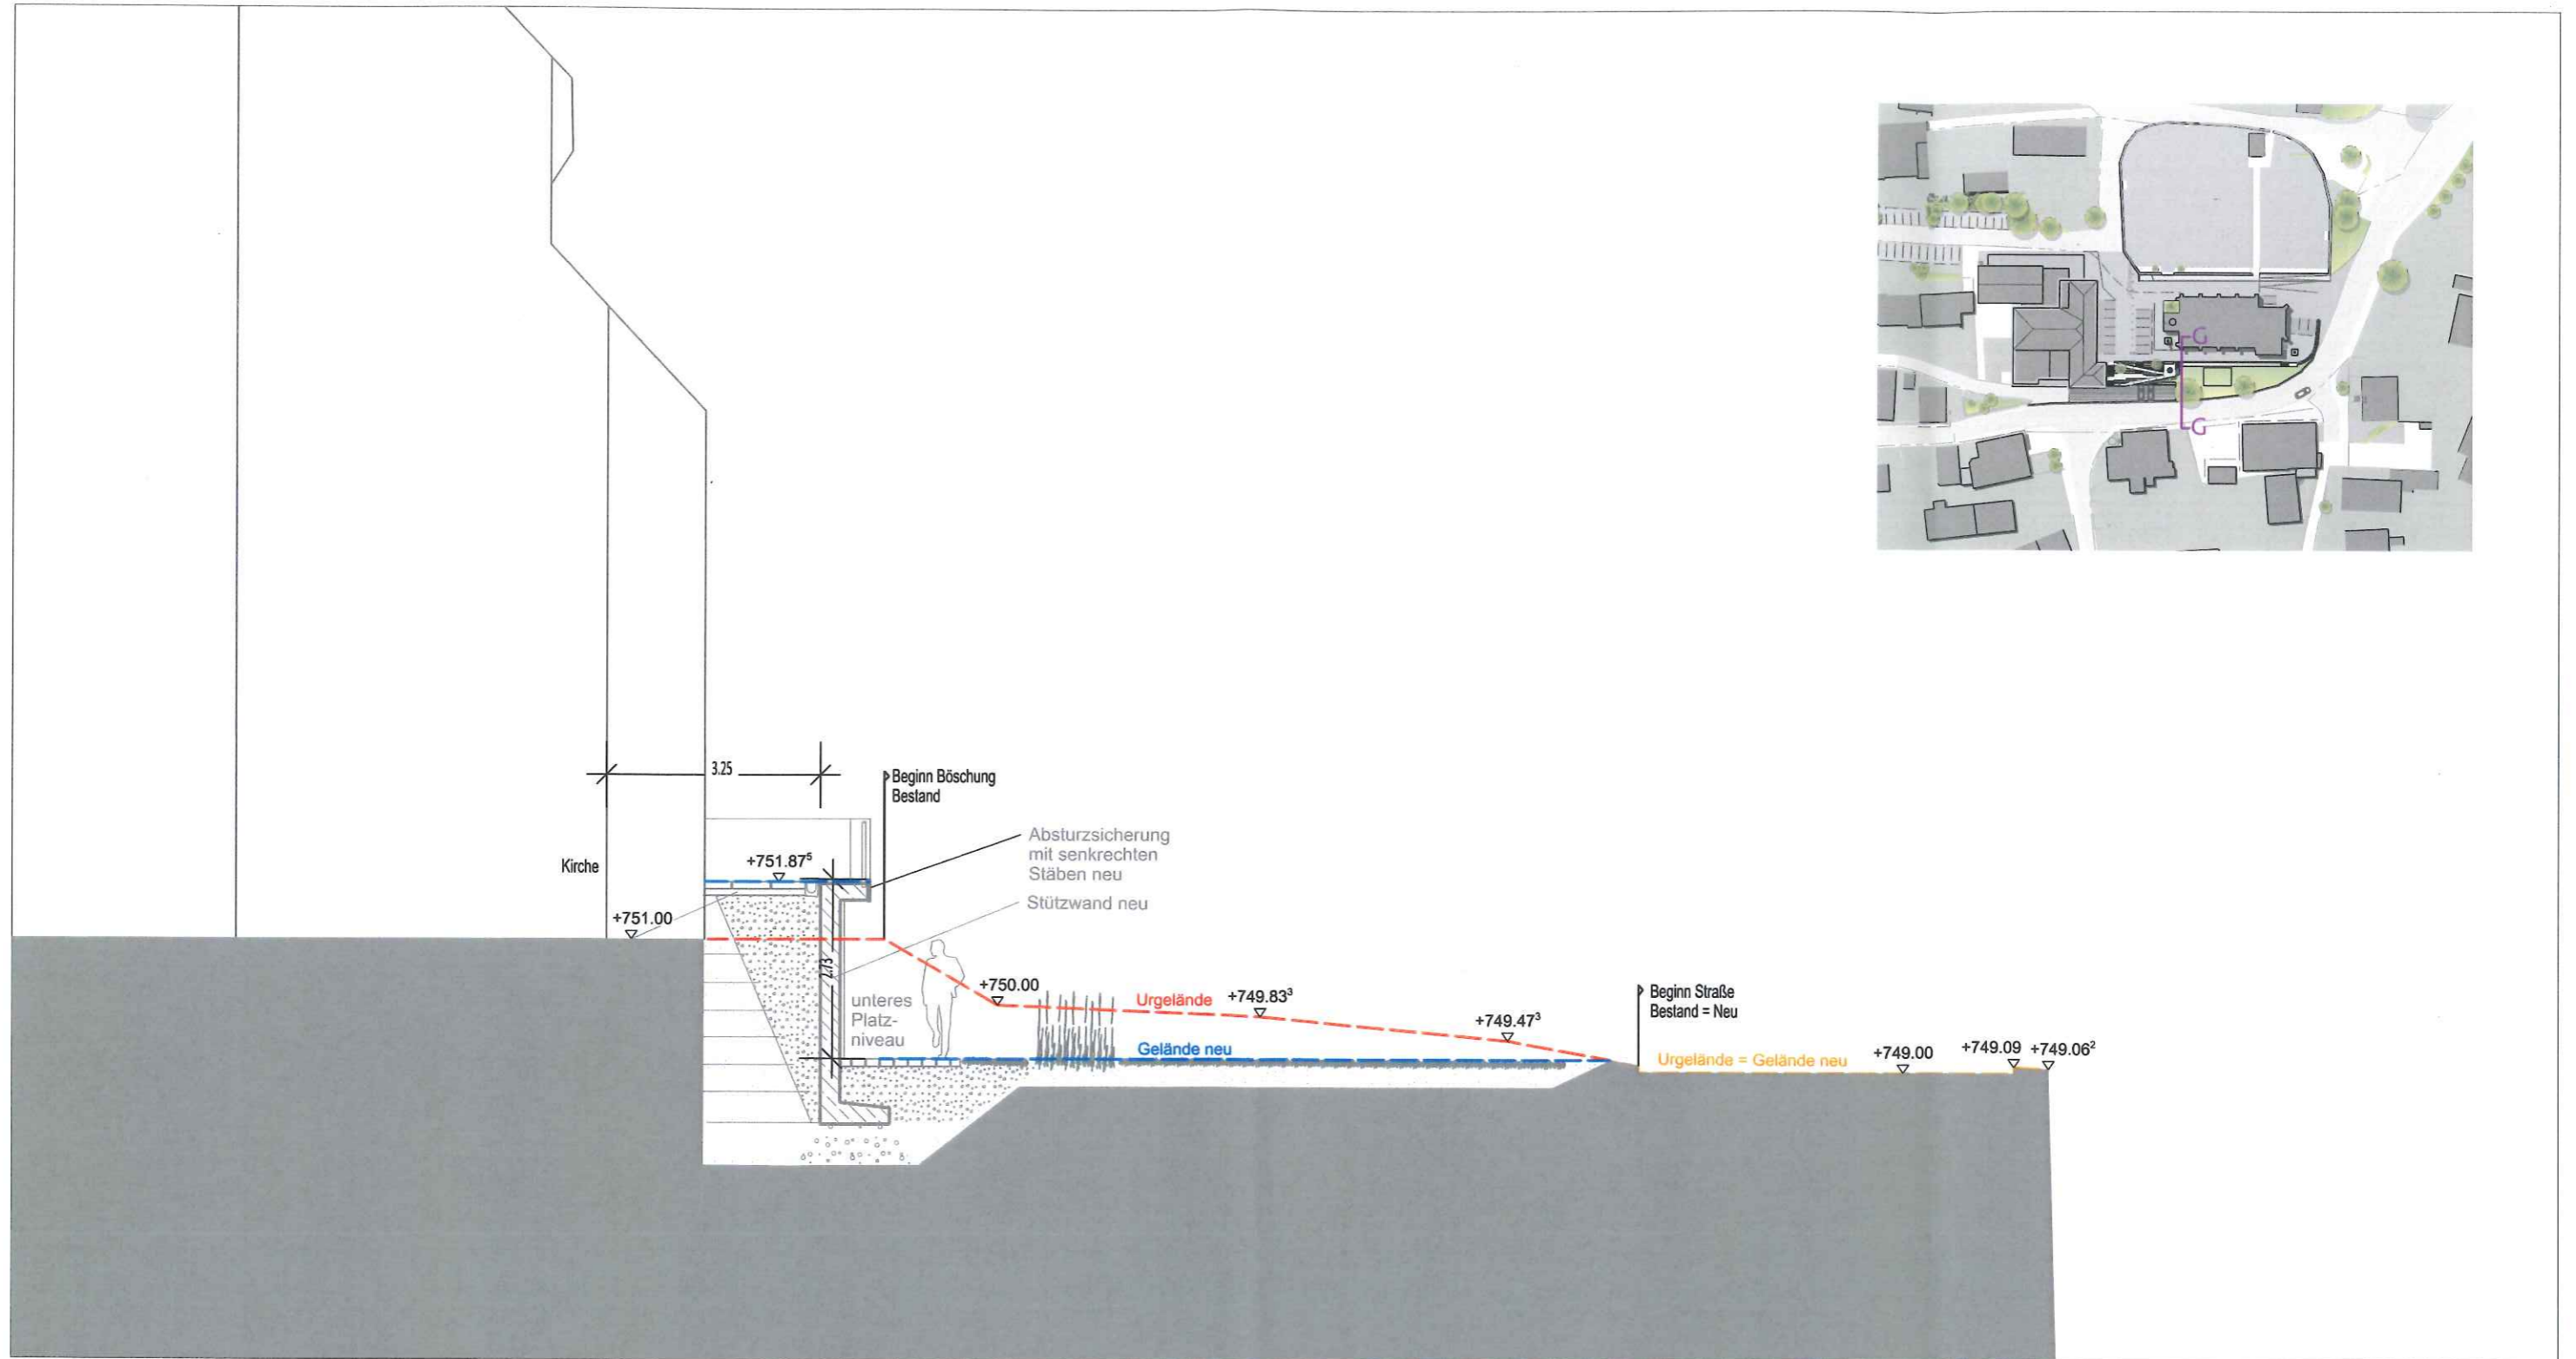 G
G
3.25
Beginn Böschung
Bestand
Absturzsicherung
mit senkrechten
Stäben neu
Kirche
+751.87⁵
Stützwand neu
+751.00
2.73
unteres
Platz-
niveau
+750.00
Urgelände
+749.83³
+749.47³
Beginn Straße
Bestand = Neu
Gelände neu
Urgelände = Gelände neu
+749.00
+749.09
+749.06²